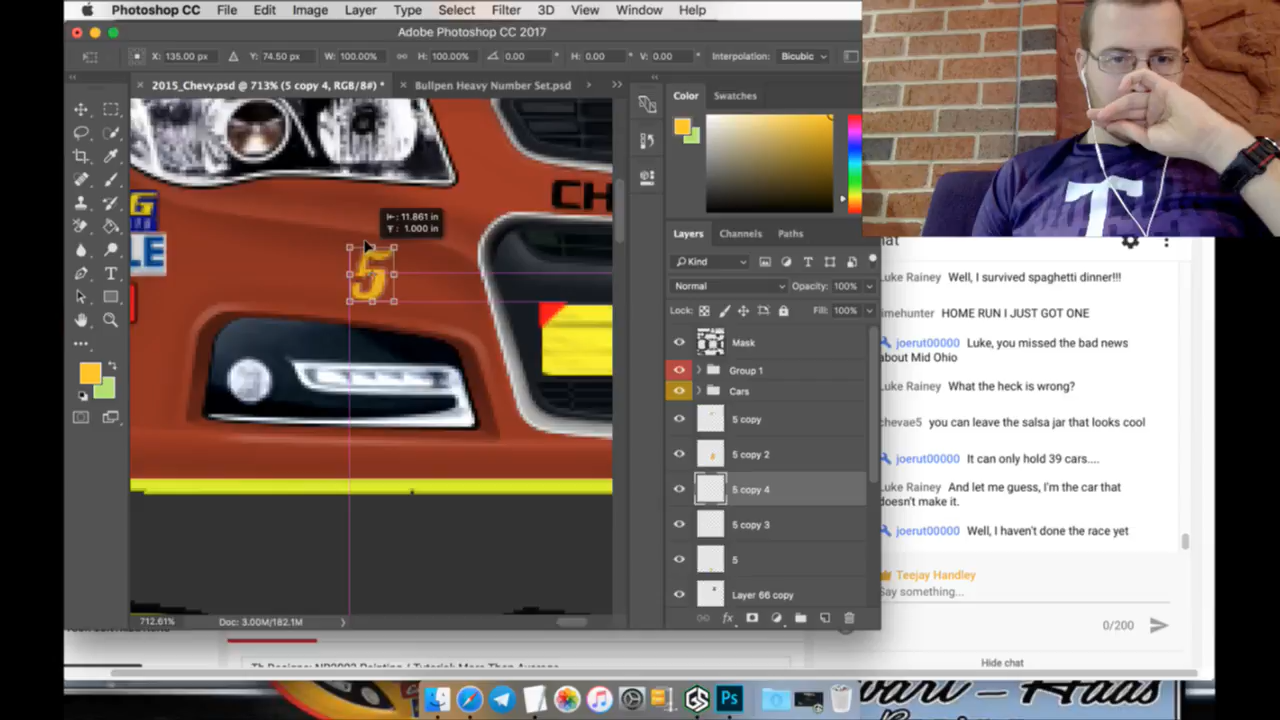 Photoshop CC File Edit Image Layer Type Select Filter 3D View Window Help
Adobe Photoshop CC 2017
X: 135.00 px Y: 74.50 px W: 100.00% H: 100.00% 0.00 ° H: 0.00 ° V: 0.00 ° Interpolation: Bicubic
2015_Chevy.psd @ 713% (5 copy 4, RGB/8#) * Bullpen Heavy Number Set.psd
Color Swatches
CH
G
LE
5
11.861 in
1.000 in
Layers Channels Paths
Kind
Normal Opacity: 100%
Lock: Fill: 100%
Mask
Group 1
Cars
5 copy
5 copy 2
5 copy 4
5 copy 3
5
Layer 66 copy
fx
712.61% Doc: 3.00M/182.1M
T
Luke Rainey Well, I survived spaghetti dinner!!!
HOME RUN I JUST GOT ONE
joerut00000 Luke, you missed the bad news
about Mid Ohio
Luke Rainey What the heck is wrong?
chevae5 you can leave the salsa jar that looks cool
joerut00000 It can only hold 39 cars....
Luke Rainey And let me guess, I'm the car that
doesn't make it.
joerut00000 Well, I haven't done the race yet
Teejay Handley
Say something...
0/200
Hide chat
Ps